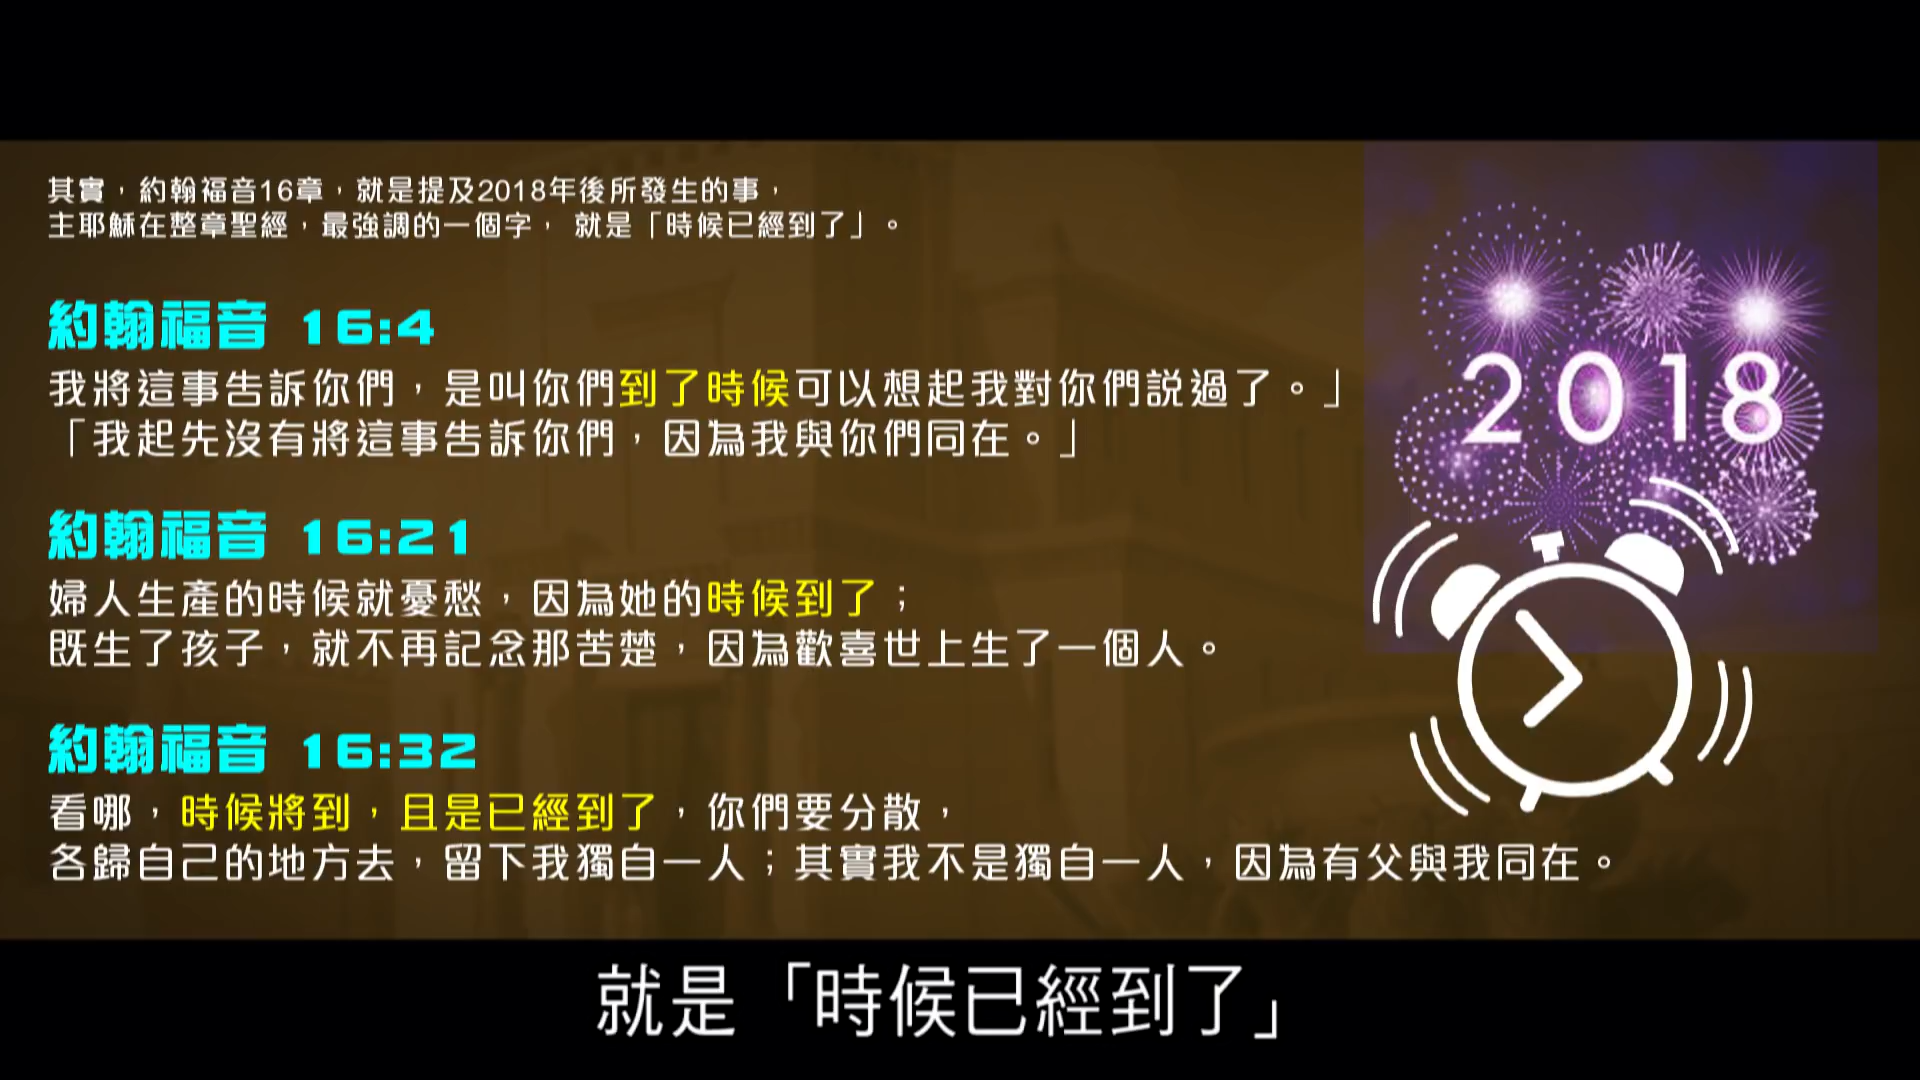 其實，約翰福音16章，就是提及2018年後所發生的事，
主耶穌在整章聖經，最強調的一個字， 就是「時候已經到了」。
約翰福音 16:4
我將這事告訴你們，是叫你們到了時候可以想起我對你們説過了。」
「我起先沒有將這事告訴你們，因為我與你們同在。」
約翰福音 16:21
婦人生產的時候就憂愁，因為她的時候到了；
既生了孩子，就不再記念那苦楚，因為歡喜世上生了一個人。
約翰福音 16:32
看哪，時候將到，且是已經到了，你們要分散，
各歸自己的地方去，留下我獨自一人；其實我不是獨自一人，因為有父與我同在。
2018
就是「時候已經到了」